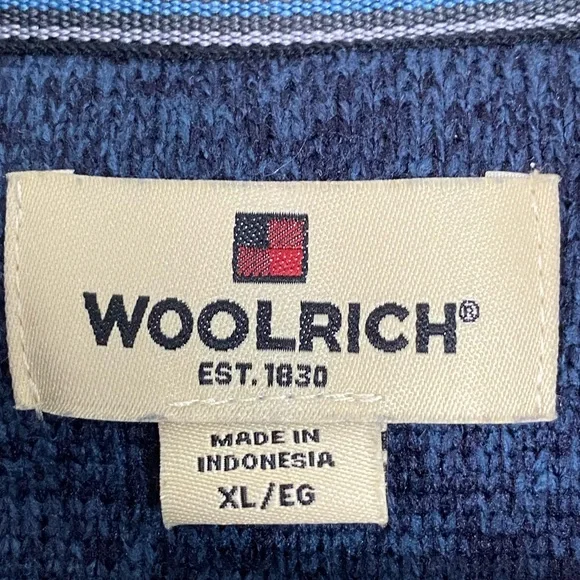 WOOLRICH®
EST. 1830
MADE IN
INDONESIA
XL/EG